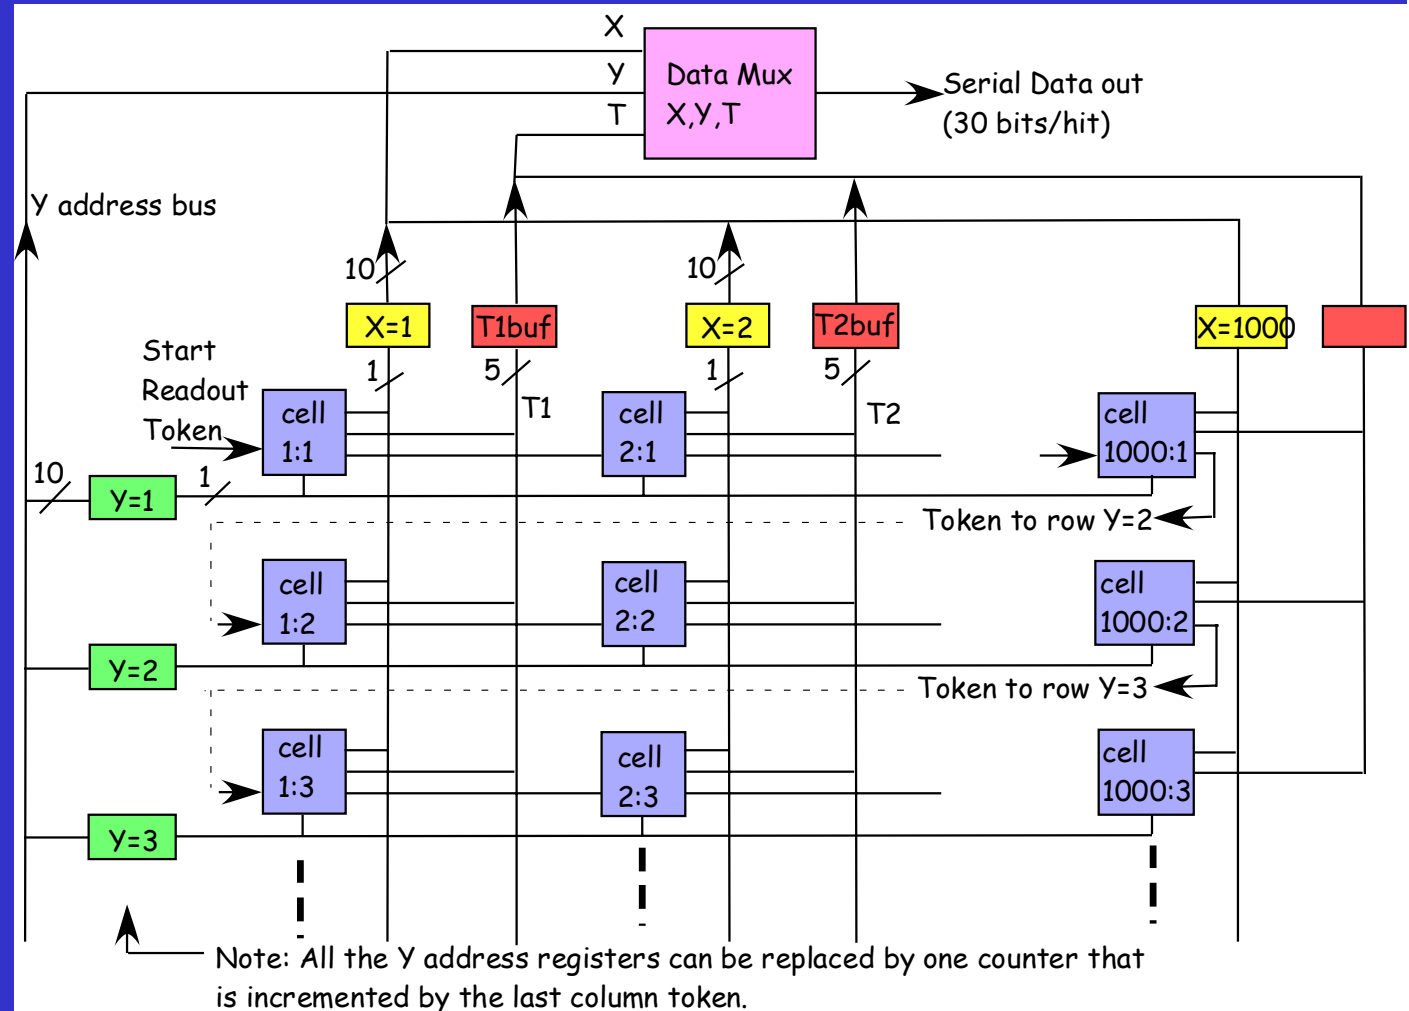 X
Y
T
Data Mux
X,Y,T
Serial Data out
(30 bits/hit)
Y address bus
10
10
X=1
T1buf
X=2
T2buf
X=1000
Start
Readout
Token
1
5
1
5
T1
T2
cell
1:1
cell
2:1
cell
1000:1
10
1
Y=1
Token to row Y=2
cell
1:2
cell
2:2
cell
1000:2
Y=2
Token to row Y=3
cell
1:3
cell
2:3
cell
1000:3
Y=3
Note: All the Y address registers can be replaced by one counter that
is incremented by the last column token.